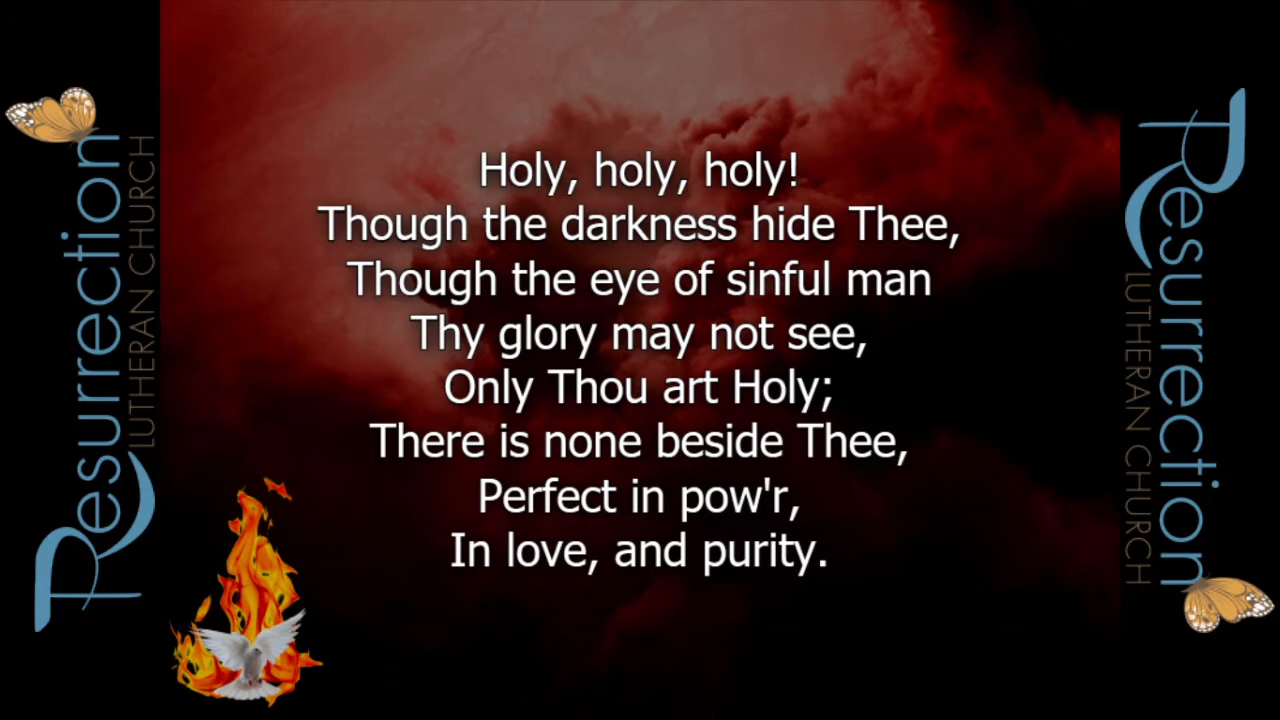 Resurrection
LUTHERAN CHURCH
Holy, holy, holy!
Though the darkness hide Thee,
Though the eye of sinful man
Thy glory may not see,
Only Thou art Holy;
There is none beside Thee,
Perfect in pow'r,
In love, and purity.
Resurrection
LUTHERAN CHURCH